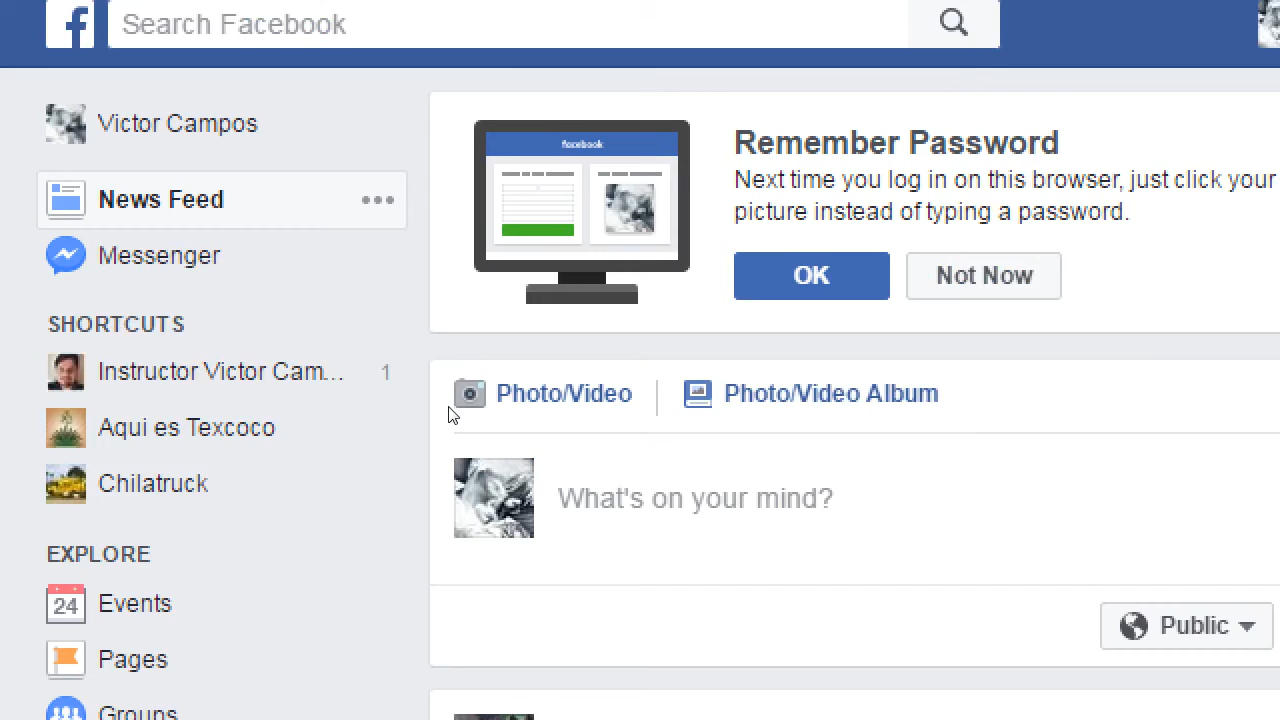 Search Facebook
Victor Campos
News Feed
Messenger
SHORTCUTS
Instructor Victor Cam... 1
Aqui es Texcoco
Chilatruck
EXPLORE
24 Events
Pages
Groups
facebook
Remember Password
Next time you log in on this browser, just click your
picture instead of typing a password.
OK Not Now
Photo/Video Photo/Video Album
What's on your mind?
Public